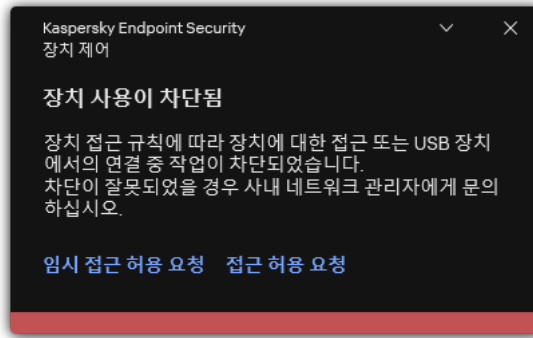 Kaspersky Endpoint Security
장치 제어
장치 사용이 차단됨
장치 접근 규칙에 따라 장치에 대한 접근 또는 USB 장치
에서의 연결 중 작업이 차단되었습니다.
차단이 잘못되었을 경우 사내 네트워크 관리자에게 문의
하십시오.
임시 접근 허용 요청 접근 허용 요청